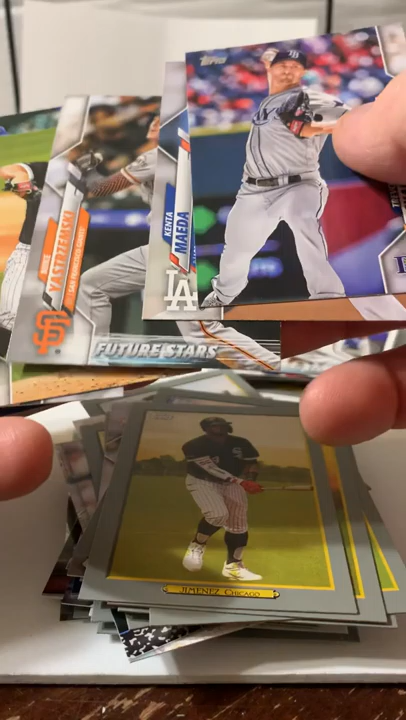 topps
KENTA
MAEDA
LA
MIKE
YASTRZEMSKI
SAN FRANCISCO GIANTS
SF
FUTURE STARS
JIMENEZ, CHICAGO